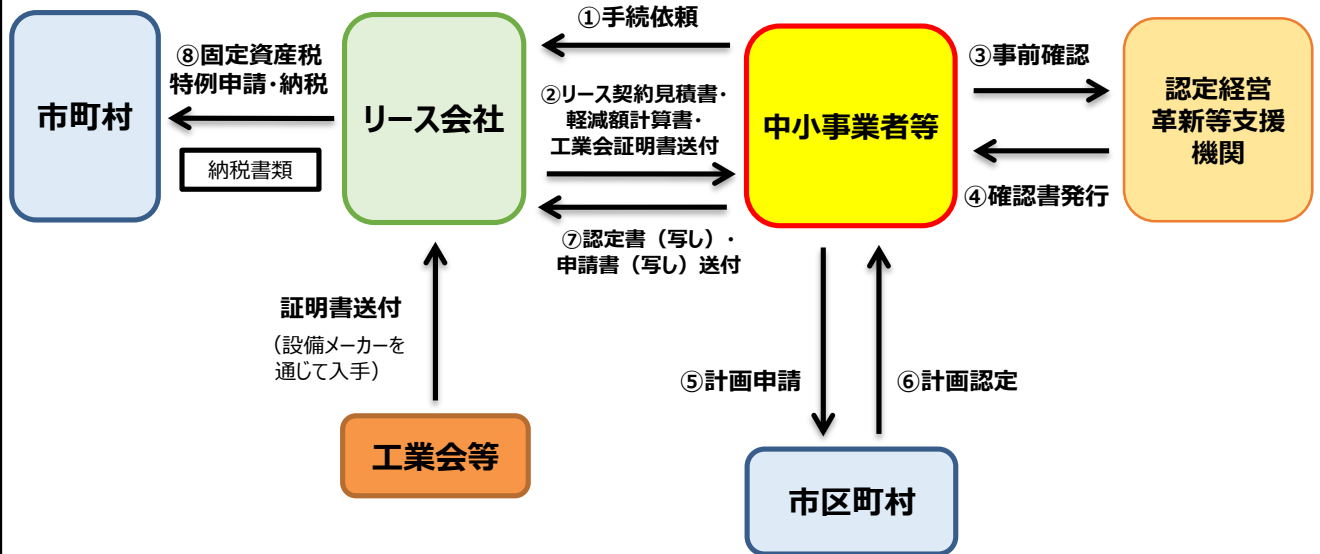 ①手続依頼
⑧固定資産税
特例申請・納税
③事前確認
市町村
リース会社
②リース契約見積書・
軽減額計算書・
工業会証明書送付
中小事業者等
認定経営
革新等支援
機関
納税書類
④確認書発行
⑦認定書（写し）・
申請書（写し）送付
証明書送付
（設備メーカーを
通じて入手）
⑤計画申請
⑥計画認定
工業会等
市区町村